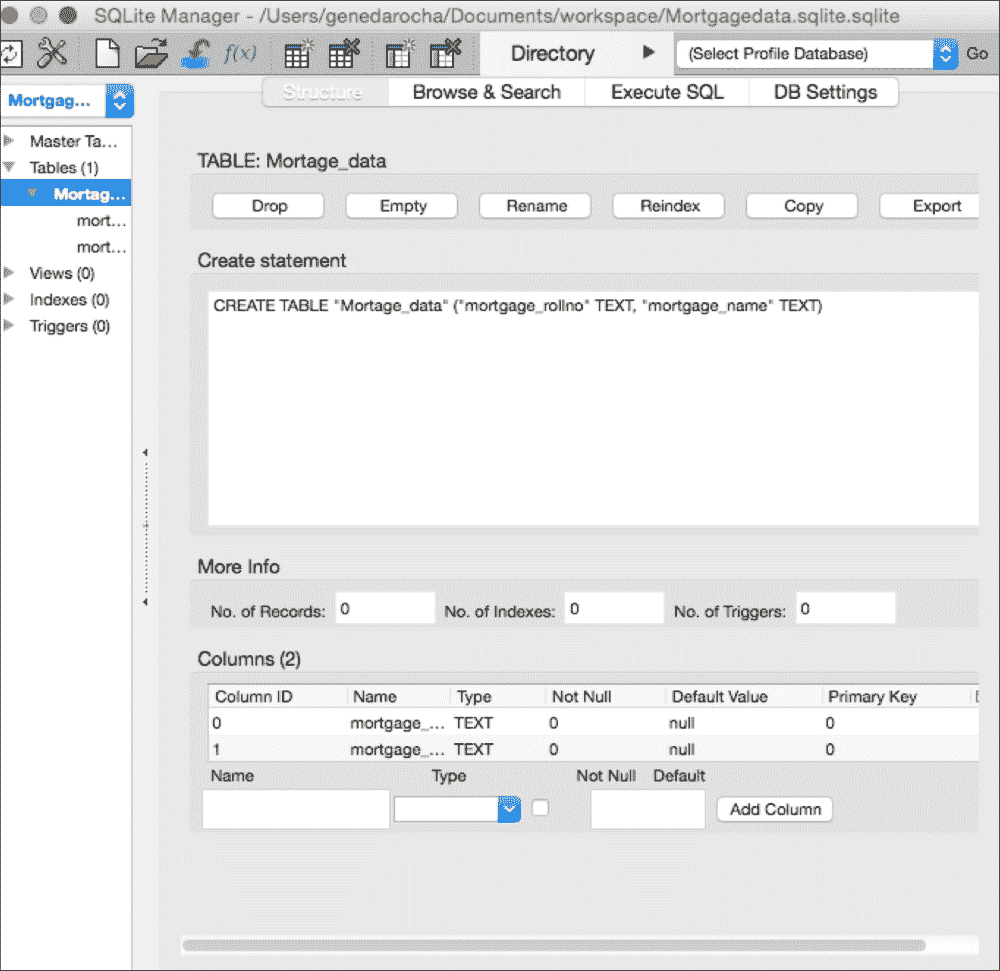 SQLite Manager - /Users/genedarocha/Documents/workspace/Mortgagedata.sqlite.sqlite
f(x) Directory (Select Profile Database) Go
Mortgag... Structure Browse & Search Execute SQL DB Settings
Master Ta...
Tables (1)
Mortag...
mort...
mort...
Views (0)
Indexes (0)
Triggers (0)
TABLE: Mortage_data
Drop Empty Rename Reindex Copy Export
Create statement
CREATE TABLE "Mortage_data" ("mortgage_rollno" TEXT, "mortgage_name" TEXT)
More Info
No. of Records: 0 No. of Indexes: 0 No. of Triggers: 0
Columns (2)
Column ID Name Type Not Null Default Value Primary Key
0 mortgage_... TEXT 0 null 0
1 mortgage_... TEXT 0 null 0
Name Type Not Null Default
Add Column